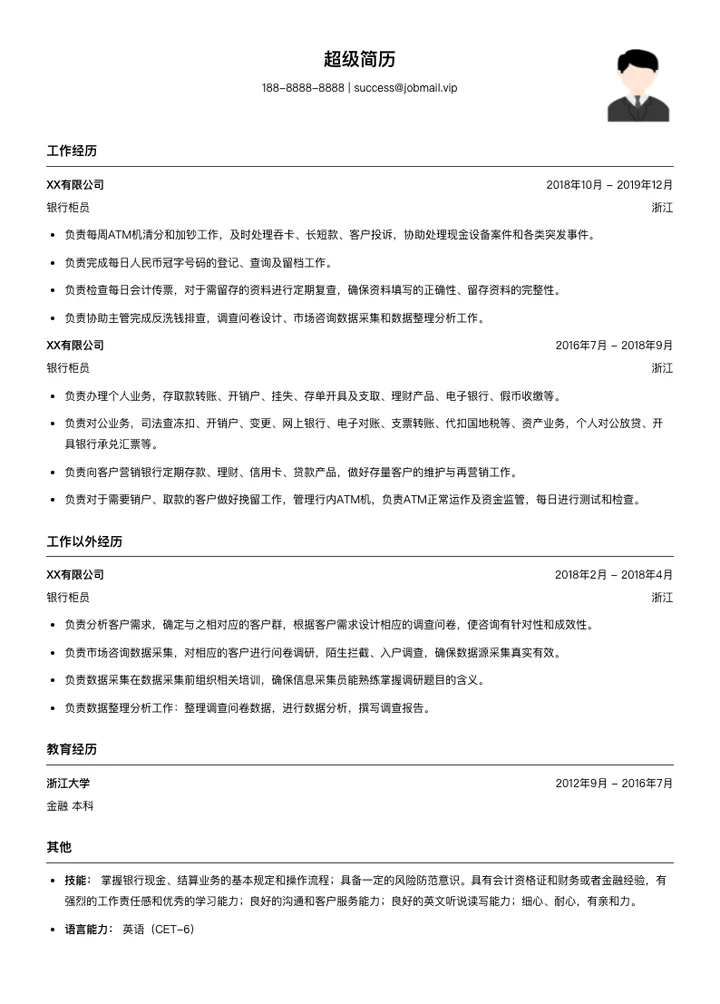 超级简历
188-8888-8888 | success@jobmail.vip
工作经历
XX有限公司 2018年10月 – 2019年12月
银行柜员 浙江
• 负责每周ATM机清分和加钞工作，及时处理吞卡、长短款、客户投诉，协助处理现金设备案件和各类突发事件。
• 负责完成每日人民币冠字号码的登记、查询及留档工作。
• 负责检查每日会计传票，对于需留存的资料进行定期复查，确保资料填写的正确性、留存资料的完整性。
• 负责协助主管完成反洗钱排查，调查问卷设计、市场咨询数据采集和数据整理分析工作。
XX有限公司 2016年7月 – 2018年9月
银行柜员 浙江
• 负责办理个人业务，存取款转账、开销户、挂失、存单开具及支取、理财产品、电子银行、假币收缴等。
• 负责对公业务，司法查冻扣、开销户、变更、网上银行、电子对账、支票转账、代扣国地税等、资产业务，个人对公放贷、开
具银行承兑汇票等。
• 负责向客户营销银行定期存款、理财、信用卡、贷款产品，做好存量客户的维护与再营销工作。
• 负责对于需要销户、取款的客户做好挽留工作，管理行内ATM机，负责ATM正常运作及资金监管，每日进行测试和检查。
工作以外经历
XX有限公司 2018年2月 – 2018年4月
银行柜员 浙江
• 负责分析客户需求，确定与之相对应的客户群，根据客户需求设计相应的调查问卷，使咨询有针对性和成效性。
• 负责市场咨询数据采集，对相应的客户进行问卷调研，陌生拦截、入户调查，确保数据源采集真实有效。
• 负责数据采集在数据采集前组织相关培训，确保信息采集员能熟练掌握调研题目的含义。
• 负责数据整理分析工作：整理调查问卷数据，进行数据分析，撰写调查报告。
教育经历
浙江大学 2012年9月 – 2016年7月
金融 本科
其他
• 技能： 掌握银行现金、结算业务的基本规定和操作流程；具备一定的风险防范意识。具有会计资格证和财务或者金融经验，有
强烈的工作责任感和优秀的学习能力；良好的沟通和客户服务能力；良好的英文听说读写能力；细心、耐心，有亲和力。
• 语言能力： 英语（CET-6）